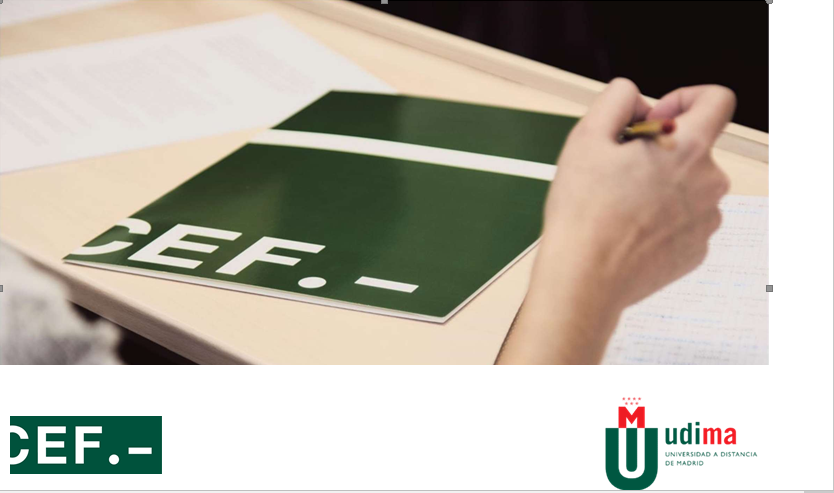 CEF.-
CEF.-
udima
UNIVERSIDAD A DISTANCIA
DE MADRID